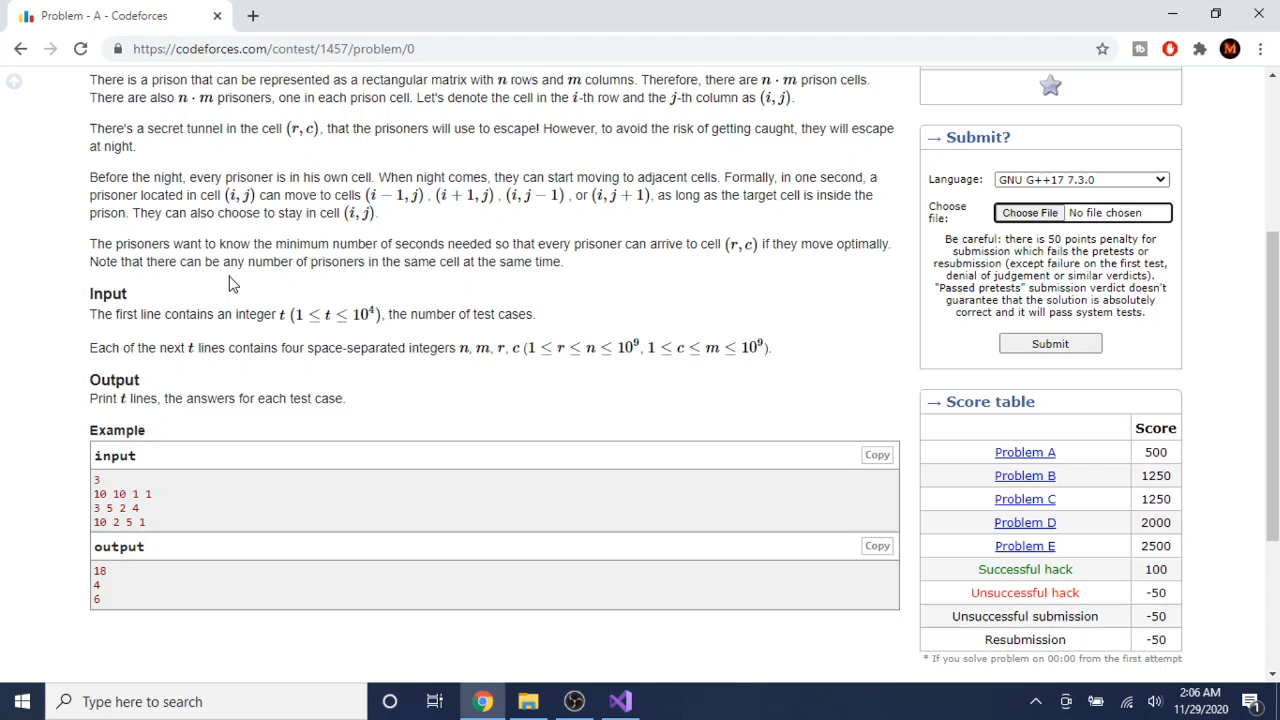 Problem - A - Codeforces
https://codeforces.com/contest/1457/problem/0
There is a prison that can be represented as a rectangular matrix with n rows and m columns. Therefore, there are n · m prison cells.
There are also n · m prisoners, one in each prison cell. Let's denote the cell in the i-th row and the j-th column as (i, j).
There's a secret tunnel in the cell (r, c), that the prisoners will use to escape! However, to avoid the risk of getting caught, they will escape
at night.
Before the night, every prisoner is in his own cell. When night comes, they can start moving to adjacent cells. Formally, in one second, a
prisoner located in cell (i, j) can move to cells (i − 1, j) , (i + 1, j) , (i, j − 1) , or (i, j + 1), as long as the target cell is inside the
prison. They can also choose to stay in cell (i, j).
The prisoners want to know the minimum number of seconds needed so that every prisoner can arrive to cell (r, c) if they move optimally.
Note that there can be any number of prisoners in the same cell at the same time.
Input
The first line contains an integer t (1 ≤ t ≤ 10⁴), the number of test cases.
Each of the next t lines contains four space-separated integers n, m, r, c (1 ≤ r ≤ n ≤ 10⁹, 1 ≤ c ≤ m ≤ 10⁹).
Output
Print t lines, the answers for each test case.
Example
input
Copy
3
10 10 1 1
3 5 2 4
10 2 5 1
output
Copy
18
4
6
→ Submit?
Language: GNU G++17 7.3.0
Choose file: Choose File No file chosen
Be careful: there is 50 points penalty for
submission which fails the pretests or
resubmission (except failure on the first test,
denial of judgement or similar verdicts).
"Passed pretests" submission verdict doesn't
guarantee that the solution is absolutely
correct and it will pass system tests.
Submit
→ Score table
Score
Problem A 500
Problem B 1250
Problem C 1250
Problem D 2000
Problem E 2500
Successful hack 100
Unsuccessful hack -50
Unsuccessful submission -50
Resubmission -50
* If you solve problem on 00:00 from the first attempt
Type here to search
2:06 AM
11/29/2020